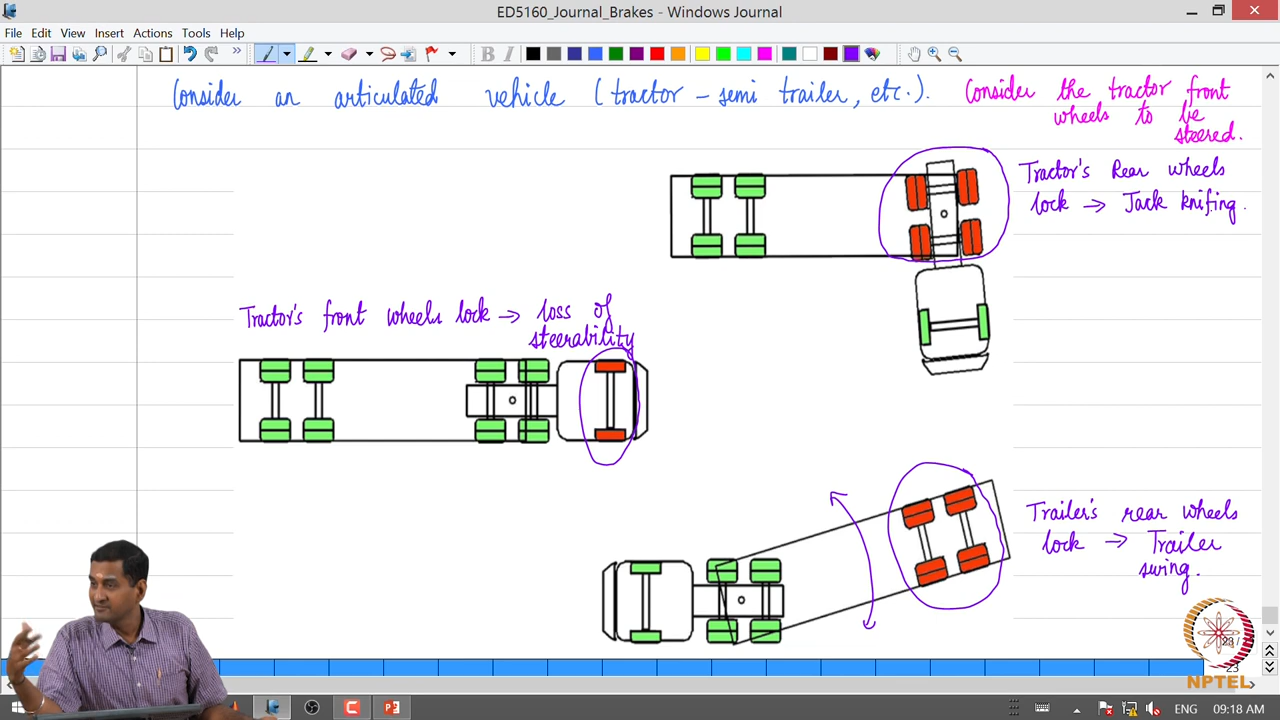 ED5160_Journal_Brakes - Windows Journal
File Edit View Insert Actions Tools Help
B I
Consider an articulated vehicle (tractor - semi trailer, etc.). Consider the tractor front
wheels to be
steered.
Tractor's Rear wheels
lock → Jack knifing.
Tractor's front wheels lock → loss of
steerability
Trailer's rear wheels
lock → Trailer
swing.
23 /
23
NPTEL
ENG 09:18 AM